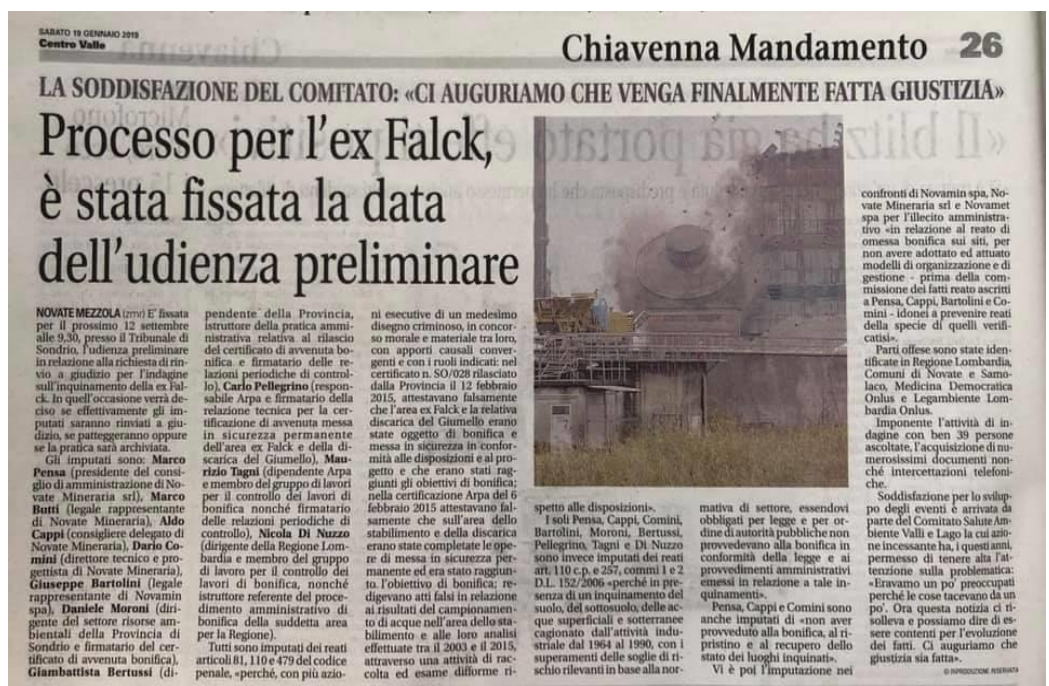 SABATO 19 GENNAIO 2019
Centro Valle
Chiavenna Mandamento 26
LA SODDISFAZIONE DEL COMITATO: «CI AUGURIAMO CHE VENGA FINALMENTE FATTA GIUSTIZIA»
Processo per l'ex Falck,
è stata fissata la data
dell'udienza preliminare
NOVATE MEZZOLA (zmr) E' fissata
per il prossimo 12 settembre
alle 9,30, presso il Tribunale di
Sondrio, l'udienza preliminare
in relazione alla richiesta di rin-
vio a giudizio per l'indagine
sull'inquinamento della ex Fal-
ck. In quell'occasione verrà de-
ciso se effettivamente gli im-
putati saranno rinviati a giu-
dizio, se patteggeranno oppure
se la pratica sarà archiviata.
Gli imputati sono: Marco
Pensa (presidente del consi-
glio di amministrazione di No-
vate Mineraria srl), Marco
Butti (legale rappresentante
di Novate Mineraria), Aldo
Cappi (consigliere delegato di
Novate Mineraria), Dario Co-
mini (direttore tecnico e pro-
gettista di Novate Mineraria),
Giuseppe Bartolini (legale
rappresentante di Novamin
spa), Daniele Moroni (diri-
gente del settore risorse am-
bientali della Provincia di
Sondrio e firmatario del cer-
tificato di avvenuta bonifica),
Giambattista Bertussi (di-
pendente della Provincia,
istruttore della pratica ammi-
nistrativa relativa al rilascio
del certificato di avvenuta bo-
nifica e firmatario delle re-
lazioni periodiche di control-
lo), Carlo Pellegrino (respon-
sabile Arpa e firmatario della
relazione tecnica per la cer-
tificazione di avvenuta messa
in sicurezza permanente
dell'area ex Falck e della di-
scarica del Giumello), Mau-
rizio Tagni (dipendente Arpa
e membro del gruppo di lavori
per il controllo dei lavori di
bonifica nonché firmatario
delle relazioni periodiche di
controllo), Nicola Di Nuzzo
(dirigente della Regione Lom-
bardia e membro del gruppo
di lavoro per il controllo dei
lavori di bonifica, nonché
istruttore referente del proce-
dimento amministrativo di
bonifica della suddetta area
per la Regione).
Tutti sono imputati dei reati
articoli 81, 110 e 479 del codice
penale, «perché, con più azio-
ni esecutive di un medesimo
disegno criminoso, in concor-
so morale e materiale tra loro,
con apporti causali conver-
genti e con i ruoli indicati: nel
certificato n. SO/028 rilasciato
dalla Provincia il 12 febbraio
2015, attestavano falsamente
che l'area ex Falck e la relativa
discarica del Giumello erano
state oggetto di bonifica e
messa in sicurezza in confor-
mità alle disposizioni e al pro-
getto e che erano stati rag-
giunti gli obiettivi di bonifica;
nella certificazione Arpa del 6
febbraio 2015 attestavano fal-
samente che sull'area dello
stabilimento e della discarica
erano state completate le ope-
re di messa in sicurezza per-
manente ed era stato raggiun-
to. l'obiettivo di bonifica; re-
digevano atti falsi in relazione
ai risultati del campionamen-
to di acque nell'area dello sta-
bilimento e alle loro analisi
effettuate tra il 2003 e il 2015,
attraverso una attività di rac-
colta ed esame difforme ri-
spetto alle disposizioni».
I soli Pensa, Cappi, Comini,
Bartolini, Moroni, Bertussi,
Pellegrino, Tagni e Di Nuzzo
sono invece imputati dei reati
art. 110 c.p. e 257, commi 1 e 2
D.L. 152/2006 «perché in pre-
senza di un inquinamento del
suolo, del sottosuolo, delle ac-
que superficiali e sotterranee
cagionato dall'attività indu-
striale dal 1964 al 1990, con i
superamenti delle soglie di ri-
schio rilevanti in base alla nor-
mativa di settore, essendovi
obbligati per legge e per or-
dine di autorità pubbliche non
provvedevano alla bonifica in
conformità della legge e ai
provvedimenti amministrativi
emessi in relazione a tale in-
quinamenti».
Pensa, Cappi e Comini sono
anche imputati di «non aver
provveduto alla bonifica, al ri-
pristino e al recupero dello
stato dei luoghi inquinati».
Vi è poi l'imputazione nei
confronti di Novamin spa, No-
vate Mineraria srl e Novamet
spa per l'illecito amministra-
tivo «in relazione al reato di
omessa bonifica sui siti, per
non avere adottato ed attuato
modelli di organizzazione e di
gestione - prima della com-
missione dei fatti reato ascritti
a Pensa, Cappi, Bartolini e Co-
mini - idonei a prevenire reati
della specie di quelli verifi-
catisi».
Parti offese sono state iden-
tificate in Regione Lombardia,
Comuni di Novate e Samo-
laco, Medicina Democratica
Onlus e Legambiente Lom-
bardia Onlus.
Imponente l'attività di in-
dagine con ben 39 persone
ascoltate, l'acquisizione di nu-
merosissimi documenti non-
ché intercettazioni telefoni-
che.
Soddisfazione per lo svilup-
po degli eventi è arrivata da
parte del Comitato Salute Am-
biente Valli e Lago la cui azio-
ne incessante ha, i questi anni,
permesso di tenere alta l'at-
tenzione sulla problematica:
«Eravamo un po' preoccupati
perché le cose tacevano da un
po'. Ora questa notizia ci ri-
solleva e possiamo dire di es-
sere contenti per l'evoluzione
dei fatti. Ci auguriamo che
giustizia sia fatta».
© RIPRODUZIONE RISERVATA